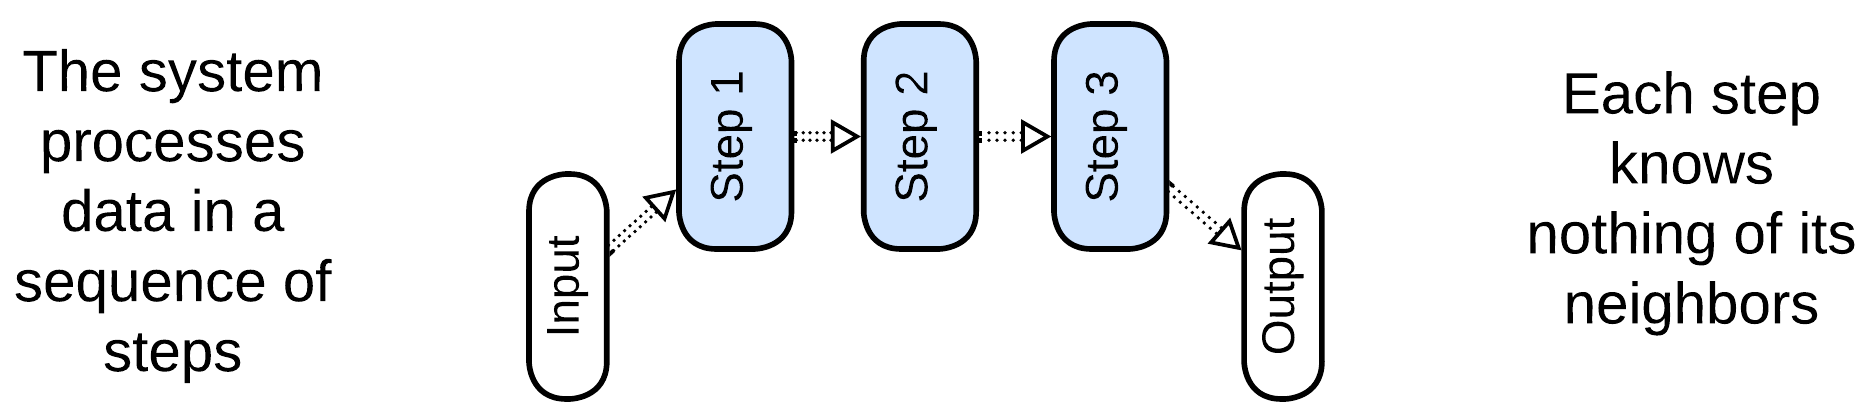 The system
processes
data in a
sequence of
steps
Input
Step 1
Step 2
Step 3
Output
Each step
knows
nothing of its
neighbors